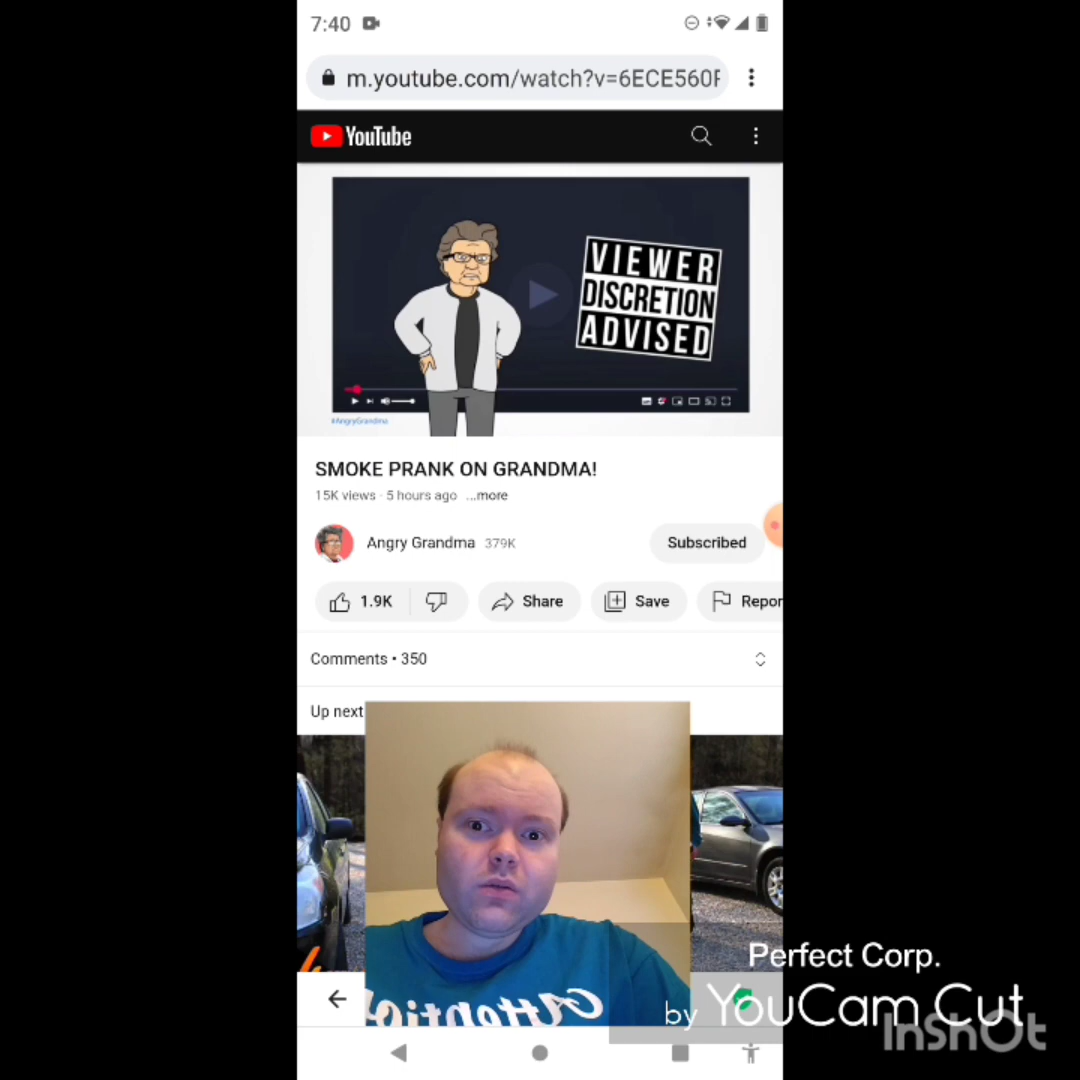 7:40
m.youtube.com/watch?v=6ECE560F
YouTube
VIEWER
DISCRETION
ADVISED
#AngryGrandma
SMOKE PRANK ON GRANDMA!
15K views · 5 hours ago ...more
Angry Grandma 379K
Subscribed
1.9K
Share
Save
Repor
Comments • 350
Up next
Attentio
Perfect Corp.
by YouCam Cut
InShOt